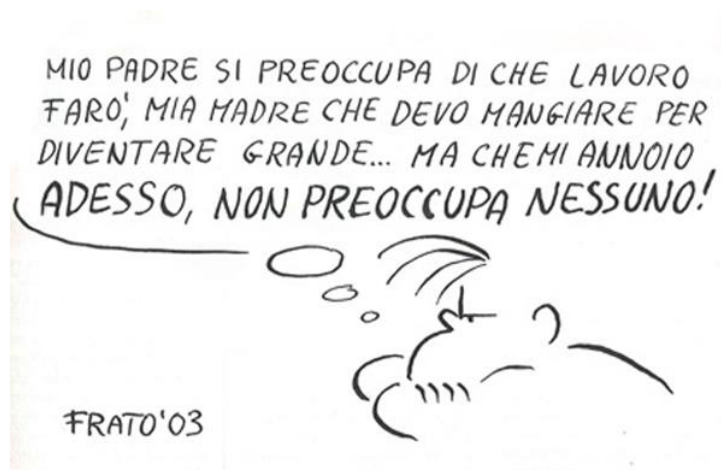 MIO PADRE SI PREOCCUPA DI CHE LAVORO
FARO', MIA MADRE CHE DEVO MANGIARE PER
DIVENTARE GRANDE... MA CHE MI ANNOIO
ADESSO, NON PREOCCUPA NESSUNO!
FRATO'03